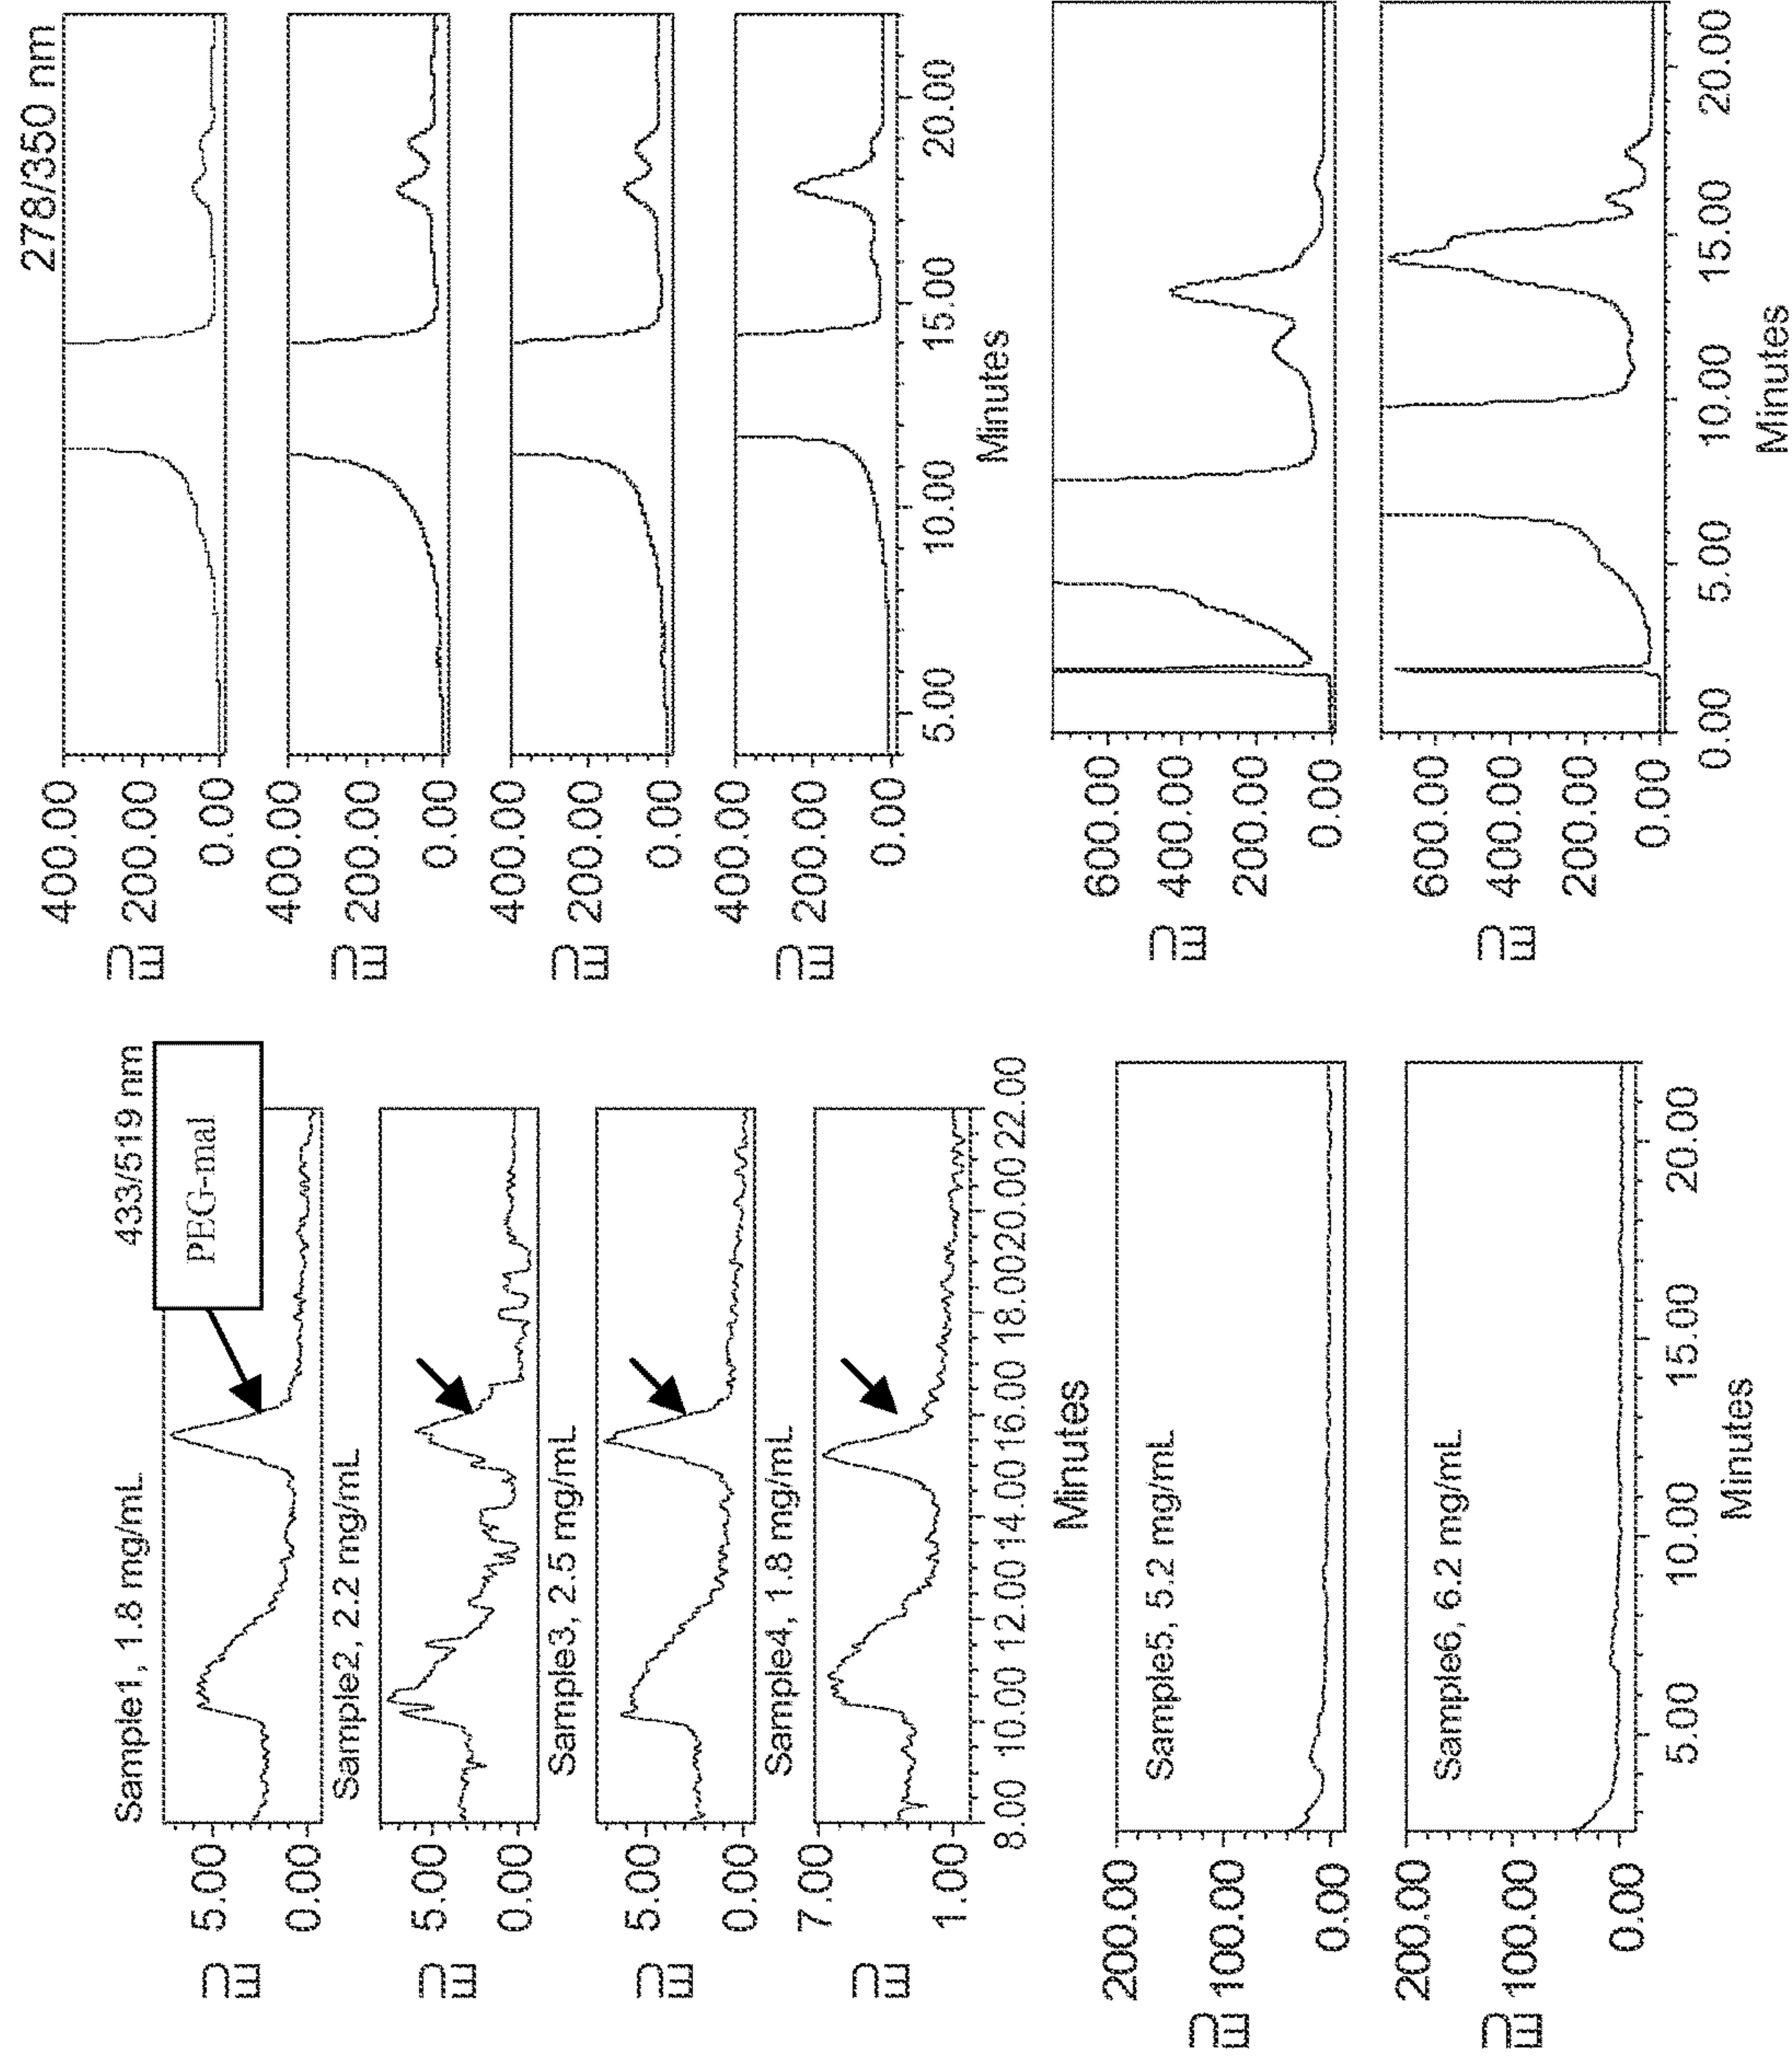 433/519 nm
278/350 nm
Sample1, 1.8 mg/mL
PEG-mal
EU
5.00
0.00
EU
400.00
200.00
0.00
Sample2, 2.2 mg/mL
EU
5.00
0.00
EU
400.00
200.00
0.00
Sample3, 2.5 mg/mL
EU
5.00
0.00
EU
400.00
200.00
0.00
Sample4, 1.8 mg/mL
EU
7.00
1.00
EU
400.00
200.00
0.00
8.00 10.00 12.00 14.00 16.00 18.00 20.00 22.00
Minutes
5.00 10.00 15.00 20.00
Minutes
Sample5, 5.2 mg/mL
EU
200.00
100.00
0.00
EU
600.00
400.00
200.00
0.00
Sample6, 6.2 mg/mL
EU
200.00
100.00
0.00
EU
600.00
400.00
200.00
0.00
5.00 10.00 15.00 20.00
Minutes
0.00 5.00 10.00 15.00 20.00
Minutes